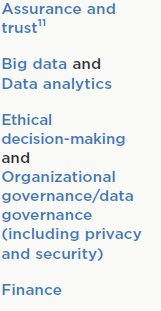 Assurance and
trust11
Big data and
Data analytics
Ethical
decision-making
and
Organizational
governance/data
governance
(including privacy
and security)
Finance